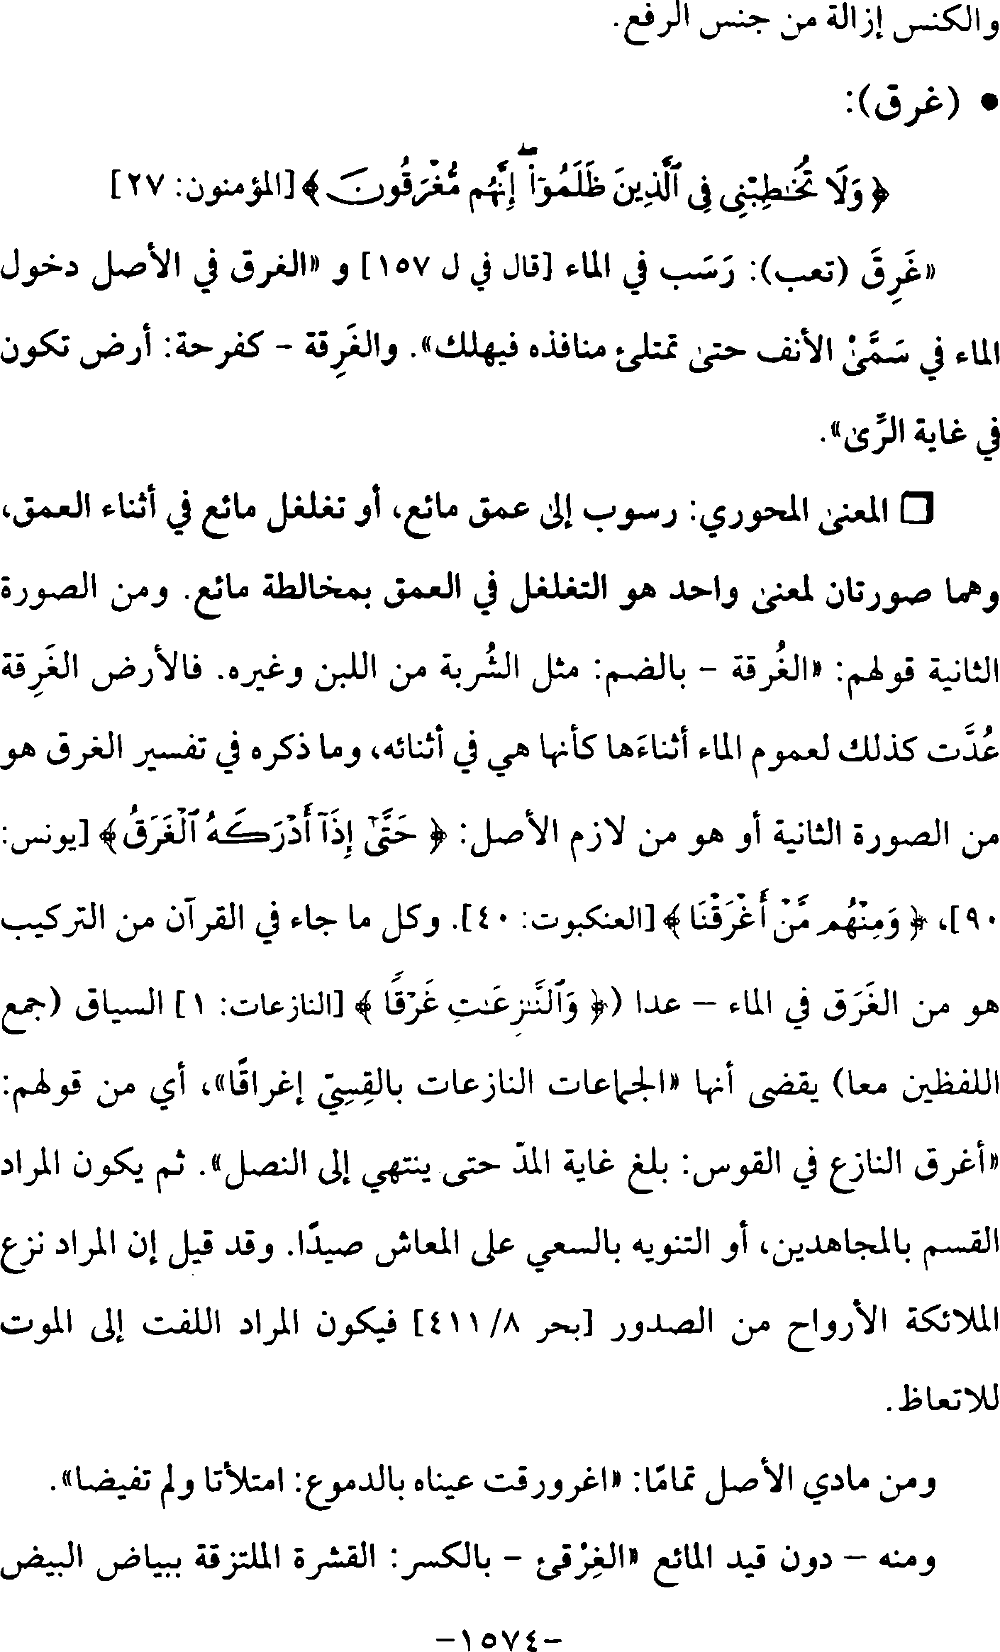 والكنس إزالة من جنس الرفع.
• (غرق):
﴿ وَلَا تُخَٰطِبْنِى فِى ٱلَّذِينَ ظَلَمُوٓا۟ ۖ إِنَّهُم مُّغْرَقُونَ ﴾ [المؤمنون: ٢٧]
«غَرِقَ (تعب): رَسَب في الماء [قال في ل ١٥٧] و «الغرق في الأصل دخول
الماء في سَمَّىْ الأنف حتىٰ تمتلئ منافذه فيهلك». والغَرِقة - كفرحة: أرض تكون
في غاية الرِّىٰ».
❒ المعنىٰ المحوري: رسوب إلىٰ عمق مائع، أو تغلغل مائع في أثناء العمق،
وهما صورتان لمعنىٰ واحد هو التغلغل في العمق بمخالطة مائع. ومن الصورة
الثانية قولهم: «الغُرقة - بالضم: مثل الشُربة من اللبن وغيره. فالأرض الغَرِقة
عُدَّت كذلك لعموم الماء أثناءَها كأنها هي في أثنائه، وما ذكره في تفسير الغرق هو
من الصورة الثانية أو هو من لازم الأصل: ﴿ حَتَّىٰٓ إِذَآ أَدْرَكَهُ ٱلْغَرَقُ ﴾ [يونس:
٩٠]، ﴿ وَمِنْهُم مَّنْ أَغْرَقْنَا ﴾ [العنكبوت: ٤٠]. وكل ما جاء في القرآن من التركيب
هو من الغَرَق في الماء – عدا (﴿ وَٱلنَّٰزِعَٰتِ غَرْقًا ﴾ [النازعات: ١] السياق (جمع
اللفظين معا) يقضى أنها «الجماعات النازعات بالقِسِيّ إغراقًا»، أي من قولهم:
«أغرق النازع في القوس: بلغ غاية المدّ حتى ينتهي إلى النصل». ثم يكون المراد
القسم بالمجاهدين، أو التنويه بالسعي على المعاش صيدًا. وقد قيل إن المراد نزع
الملائكة الأرواح من الصدور [بحر ٨/ ٤١١] فيكون المراد اللفت إلى الموت
للاتعاظ.
ومن مادي الأصل تمامًا: «اغرورقت عيناه بالدموع: امتلأتا ولم تفيضا».
ومنه – دون قيد المائع «الغِرْقئ - بالكسر: القشرة الملتزقة ببياض البيض
-١٥٧٤-